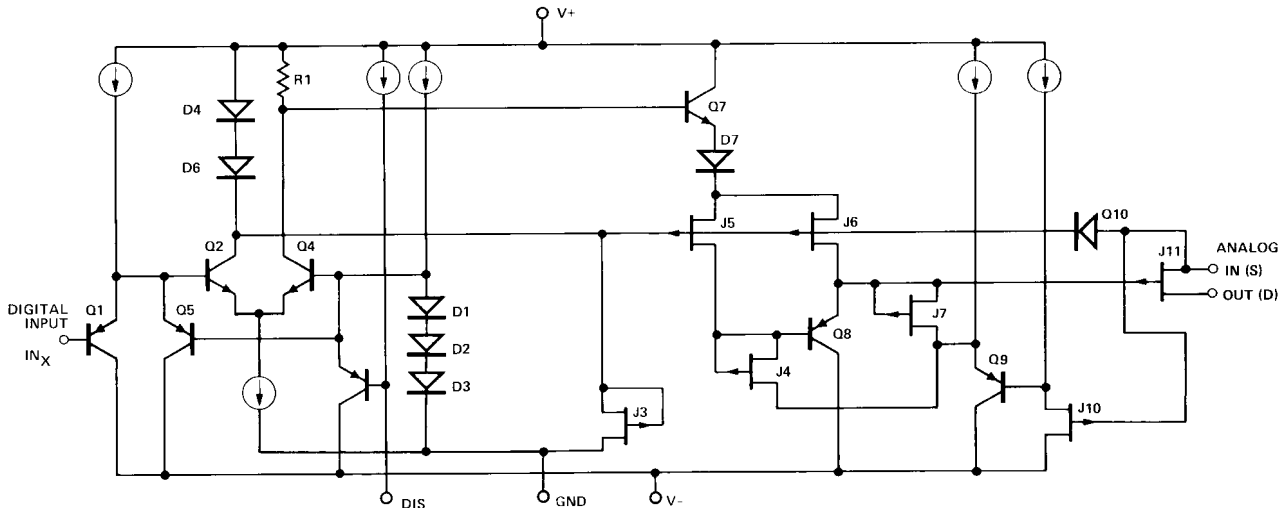 V+
R1
D4
Q7
D7
D6
Q10
J5
J6
Q2
Q4
J11
ANALOG
IN (S)
OUT (D)
DIGITAL
INPUT
Q1
Q5
D1
J7
INX
D2
Q8
Q9
J4
D3
J3
J10
DIS
GND
V-